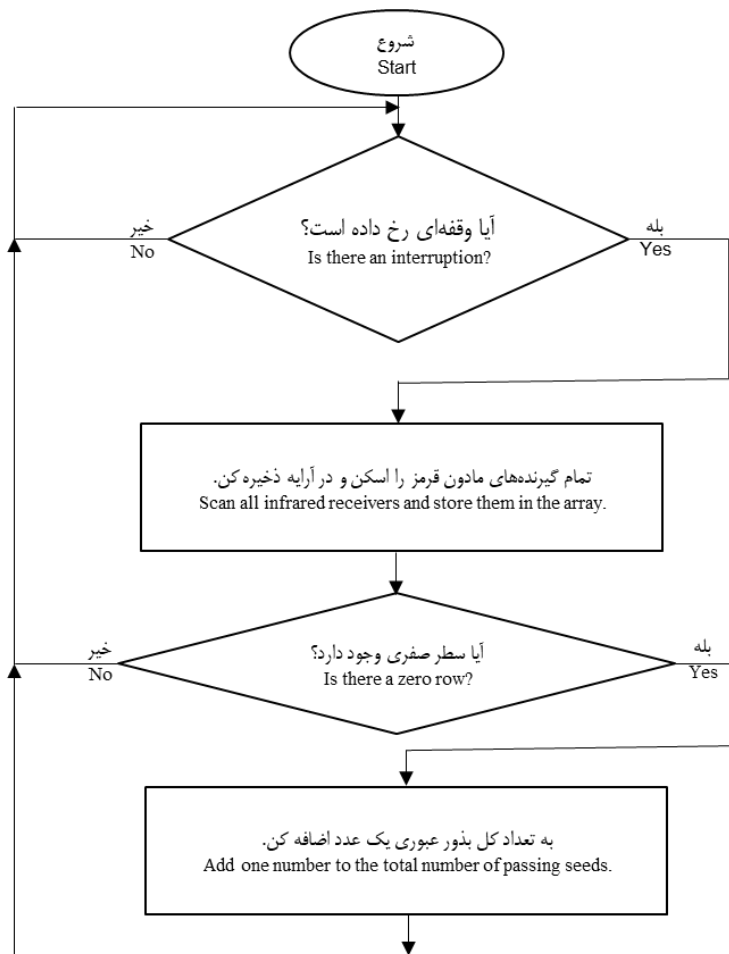 شروع
Start
آیا وقفه‌ای رخ داده است؟
Is there an interruption?
خیر
No
بله
Yes
تمام گیرنده‌های مادون قرمز را اسکن و در آرایه ذخیره کن.
Scan all infrared receivers and store them in the array.
آیا سطر صفری وجود دارد؟
Is there a zero row?
خیر
No
بله
Yes
به تعداد کل بذور عبوری یک عدد اضافه کن.
Add one number to the total number of passing seeds.